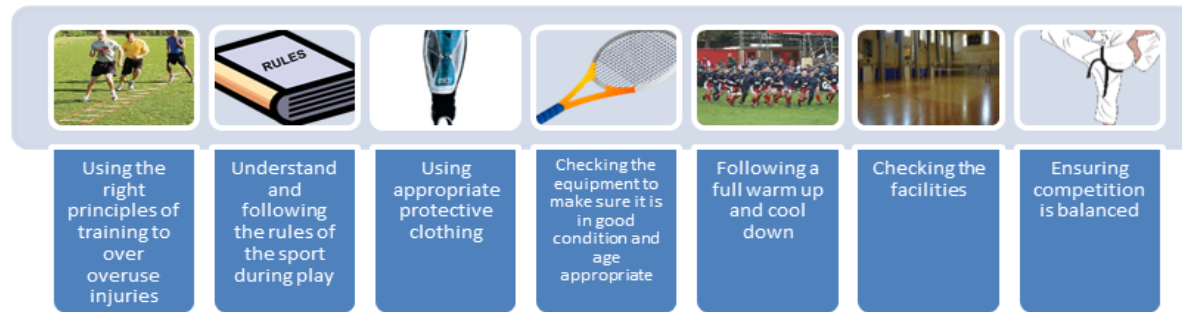 RULES
Using the
right
principles of
training to
over
overuse
injuries
Understand
and
following
the rules of
the sport
during play
Using
appropriate
protective
clothing
Checking the
equipment to
make sure it is
in good
condition and
age
appropriate
Following a
full warm up
and cool
down
Checking the
facilities
Ensuring
competition
is balanced